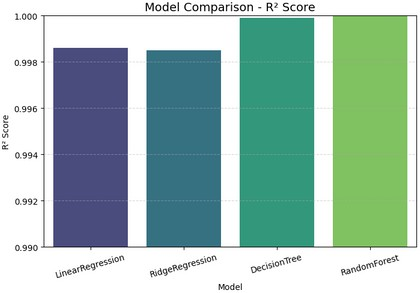 Model Comparison - R² Score
R² Score
1.000
0.998
0.996
0.994
0.992
0.990
LinearRegression
RidgeRegression
DecisionTree
RandomForest
Model